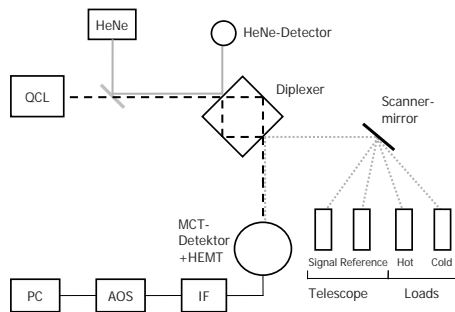 HeNe
HeNe-Detector
QCL
Diplexer
Scanner-
mirror
MCT-
Detektor
+HEMT
Signal Reference Hot Cold
Telescope Loads
PC AOS IF